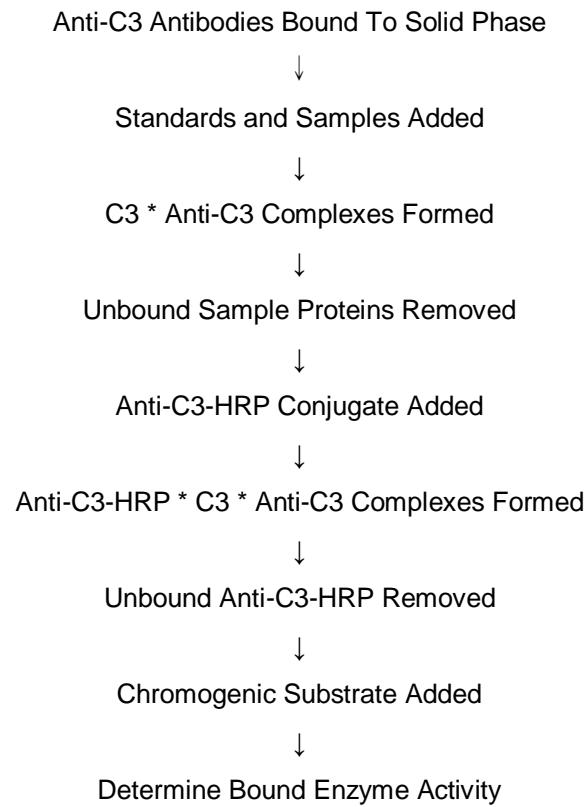 Anti-C3 Antibodies Bound To Solid Phase
↓
Standards and Samples Added
↓
C3 * Anti-C3 Complexes Formed
↓
Unbound Sample Proteins Removed
↓
Anti-C3-HRP Conjugate Added
↓
Anti-C3-HRP * C3 * Anti-C3 Complexes Formed
↓
Unbound Anti-C3-HRP Removed
↓
Chromogenic Substrate Added
↓
Determine Bound Enzyme Activity